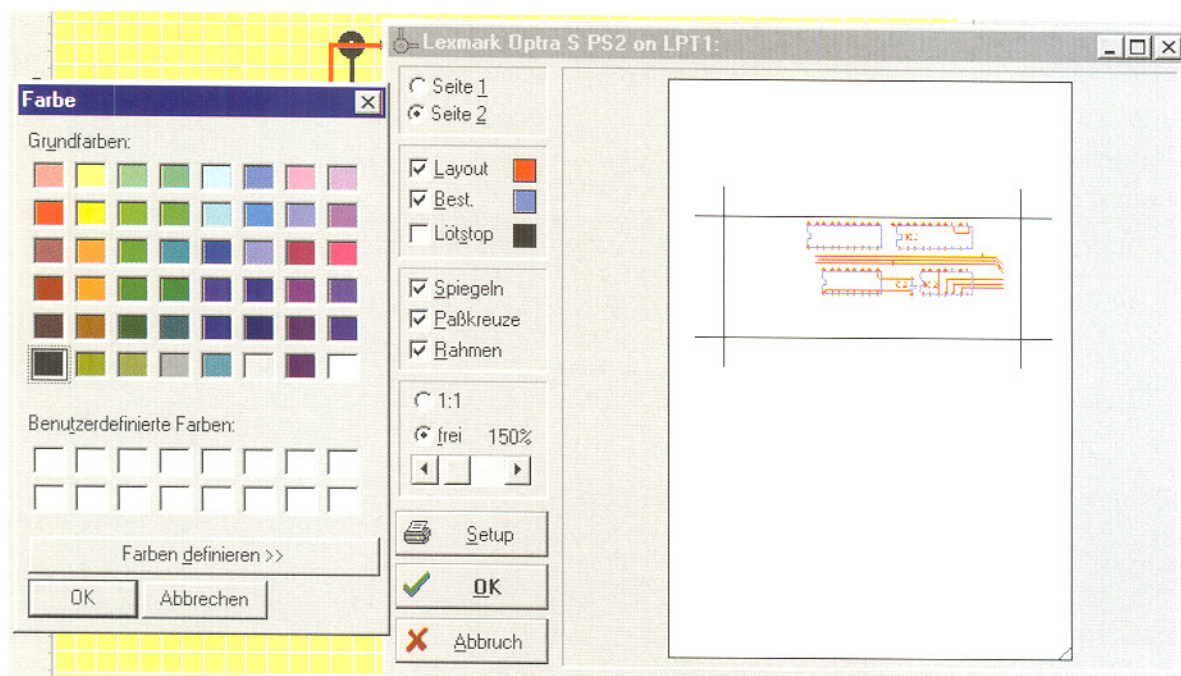 Lexmark Optra S PS2 on LPT1:
Farbe
Grundfarben:
Benutzerdefinierte Farben:
Farben definieren >>
OK
Abbrechen
Seite 1
Seite 2
Layout
Best.
Lötstop
Spiegeln
Paßkreuze
Rahmen
1:1
frei 150%
Setup
OK
Abbruch